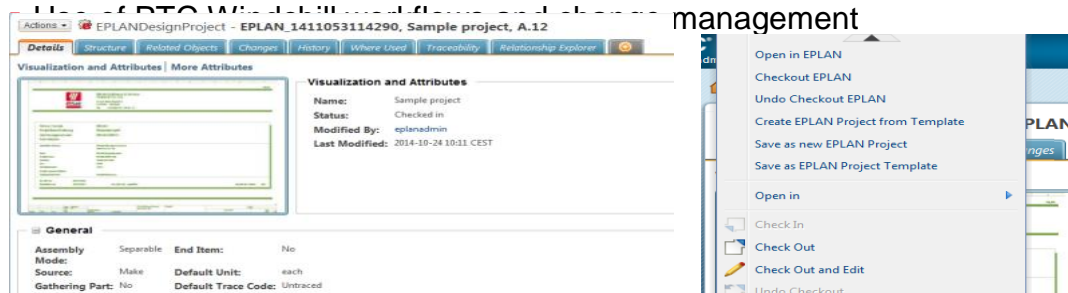 Use of PTC Windchill workflows and change management
Actions EPLANDesignProject - EPLAN_1411053114290, Sample project, A.12
Details Structure Related Objects Changes History Where Used Traceability Relationship Explorer
Visualization and Attributes | More Attributes
Visualization and Attributes
Name: Sample project
Status: Checked in
Modified By: eplanadmin
Last Modified: 2014-10-24 10:11 CEST
General
Assembly Mode: Separable End Item: No
Source: Make Default Unit: each
Gathering Part: No Default Trace Code: Untraced
Open in EPLAN
Checkout EPLAN
Undo Checkout EPLAN
Create EPLAN Project from Template
Save as new EPLAN Project
Save as EPLAN Project Template
Open in
Check In
Check Out
Check Out and Edit
Undo Checkout
PLAN
nges